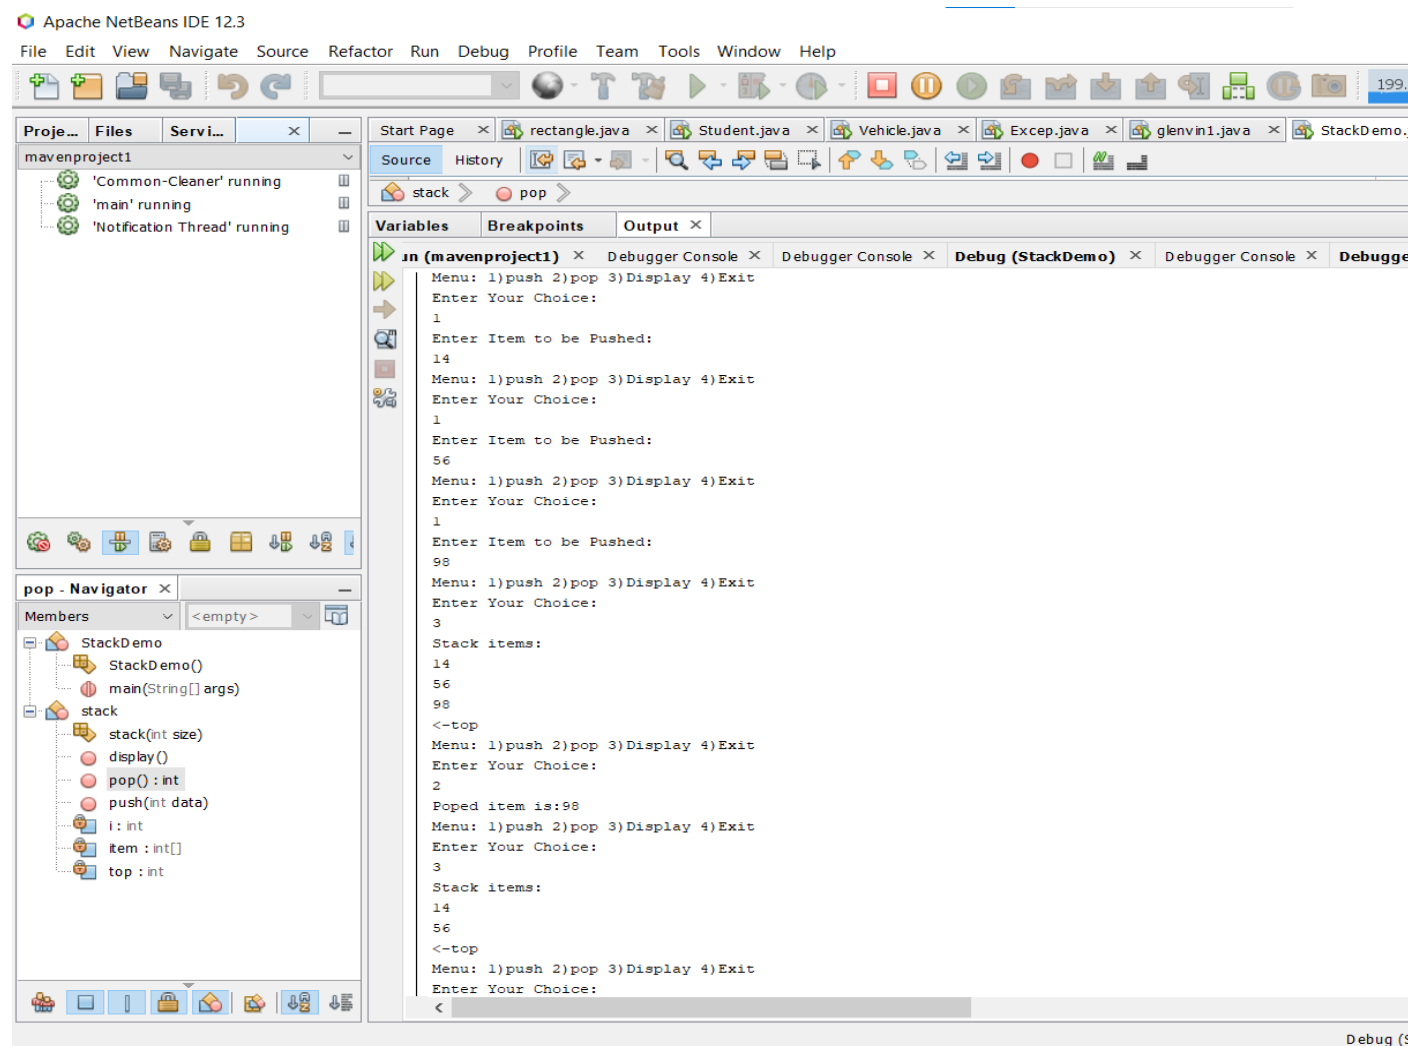 Apache NetBeans IDE 12.3
File Edit View Navigate Source Refactor Run Debug Profile Team Tools Window Help
199.
Proje... Files Servi...
Start Page rectangle.java Student.java Vehicle.java Excep.java glenvin1.java StackDemo.
mavenproject1
Source History
'Common-Cleaner' running
'main' running
'Notification Thread' running
stack pop
Variables Breakpoints Output
(mavenproject1) Debugger Console Debugger Console Debug (StackDemo) Debugger Console Debugge
Menu: 1)push 2)pop 3)Display 4)Exit
Enter Your Choice:
1
Enter Item to be Pushed:
14
Menu: 1)push 2)pop 3)Display 4)Exit
Enter Your Choice:
1
Enter Item to be Pushed:
56
Menu: 1)push 2)pop 3)Display 4)Exit
Enter Your Choice:
1
Enter Item to be Pushed:
98
Menu: 1)push 2)pop 3)Display 4)Exit
Enter Your Choice:
3
Stack items:
14
56
98
<-top
Menu: 1)push 2)pop 3)Display 4)Exit
Enter Your Choice:
2
Poped item is:98
Menu: 1)push 2)pop 3)Display 4)Exit
Enter Your Choice:
3
Stack items:
14
56
<-top
Menu: 1)push 2)pop 3)Display 4)Exit
Enter Your Choice:
pop - Navigator
Members <empty>
StackDemo
StackDemo()
main(String[] args)
stack
stack(int size)
display()
pop() : int
push(int data)
i : int
item : int[]
top : int
Debug (S